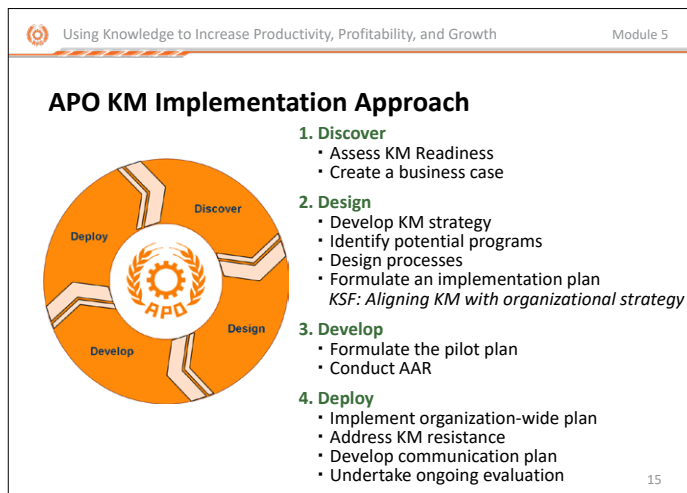 Using Knowledge to Increase Productivity, Profitability, and Growth
Module 5
APO KM Implementation Approach
1. Discover
▪ Assess KM Readiness
▪ Create a business case
2. Design
▪ Develop KM strategy
▪ Identify potential programs
▪ Design processes
▪ Formulate an implementation plan
KSF: Aligning KM with organizational strategy
3. Develop
▪ Formulate the pilot plan
▪ Conduct AAR
4. Deploy
▪ Implement organization-wide plan
▪ Address KM resistance
▪ Develop communication plan
▪ Undertake ongoing evaluation
Discover
Deploy
APO
Design
Develop
15